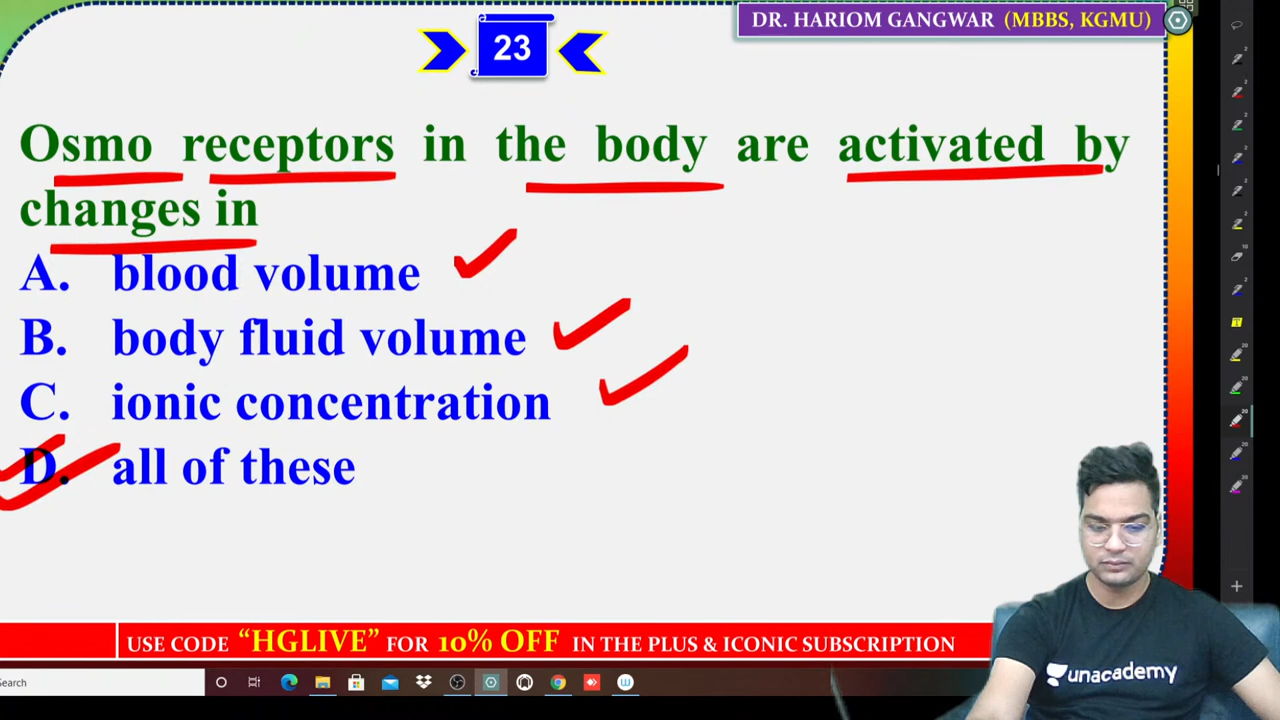 DR. HARIOM GANGWAR (MBBS, KGMU)
23
Osmo receptors in the body are activated by
changes in
A. blood volume
B. body fluid volume
C. ionic concentration
D. all of these
unacademy
USE CODE "HGLIVE" FOR 10% OFF IN THE PLUS & ICONIC SUBSCRIPTION
Search